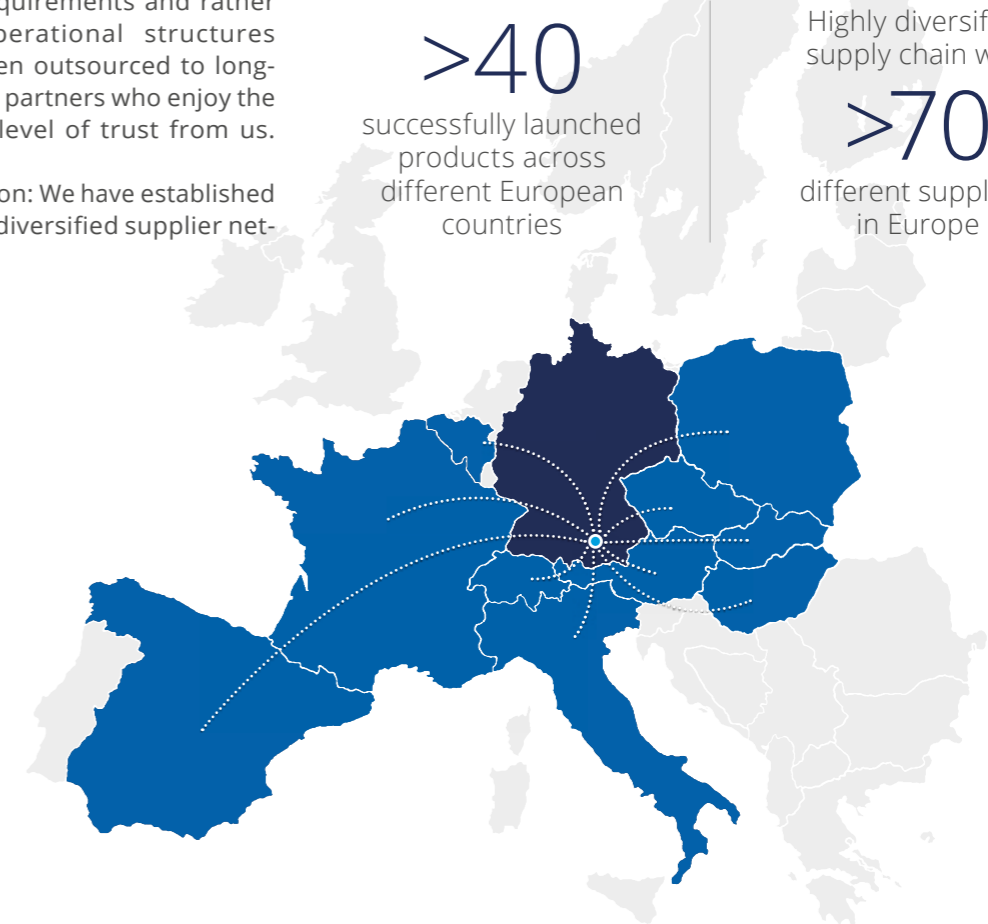 quirements and rather
perational structures
en outsourced to long-
partners who enjoy the
level of trust from us.
on: We have established
diversified supplier net-
>40
successfully launched
products across
different European
countries
Highly diversif
supply chain w
>70
different suppl
in Europe